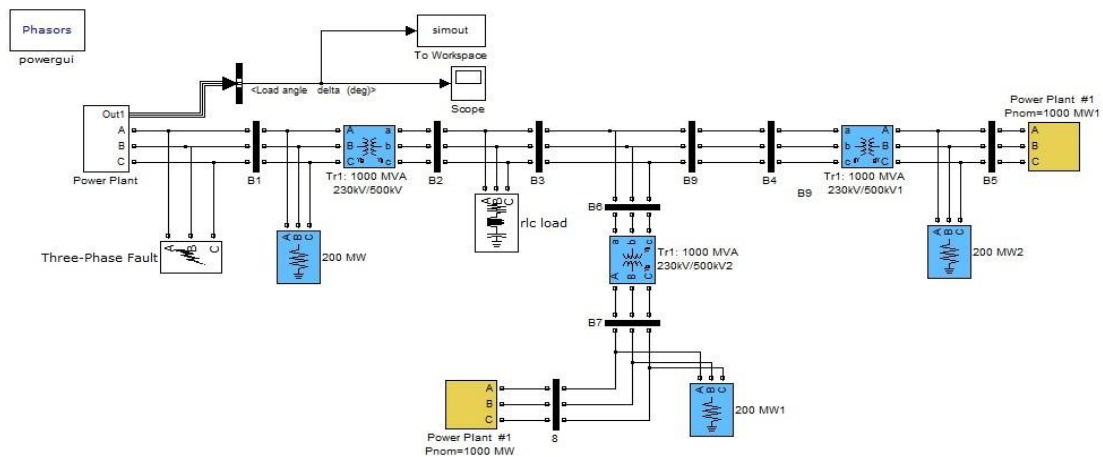 Phasors
powergui
simout
To Workspace
<Load angle delta (deg)>
Scope
Out1
A
B
C
Power Plant
B1
A a
B b
C c
Tr1: 1000 MVA
230kV/500kV
B2
B3
B9
B4
B9
a A
b B
c C
Tr1: 1000 MVA
230kV/500kV1
B5
Power Plant #1
Pnom=1000 MW1
A
B
C
A B C
Three-Phase Fault
A B C
200 MW
A B C
rlc load
B6
a b c
A B C
Tr1: 1000 MVA
230kV/500kV2
A B C
200 MW2
B7
A
B
C
Power Plant #1
Pnom=1000 MW
8
A B C
200 MW1